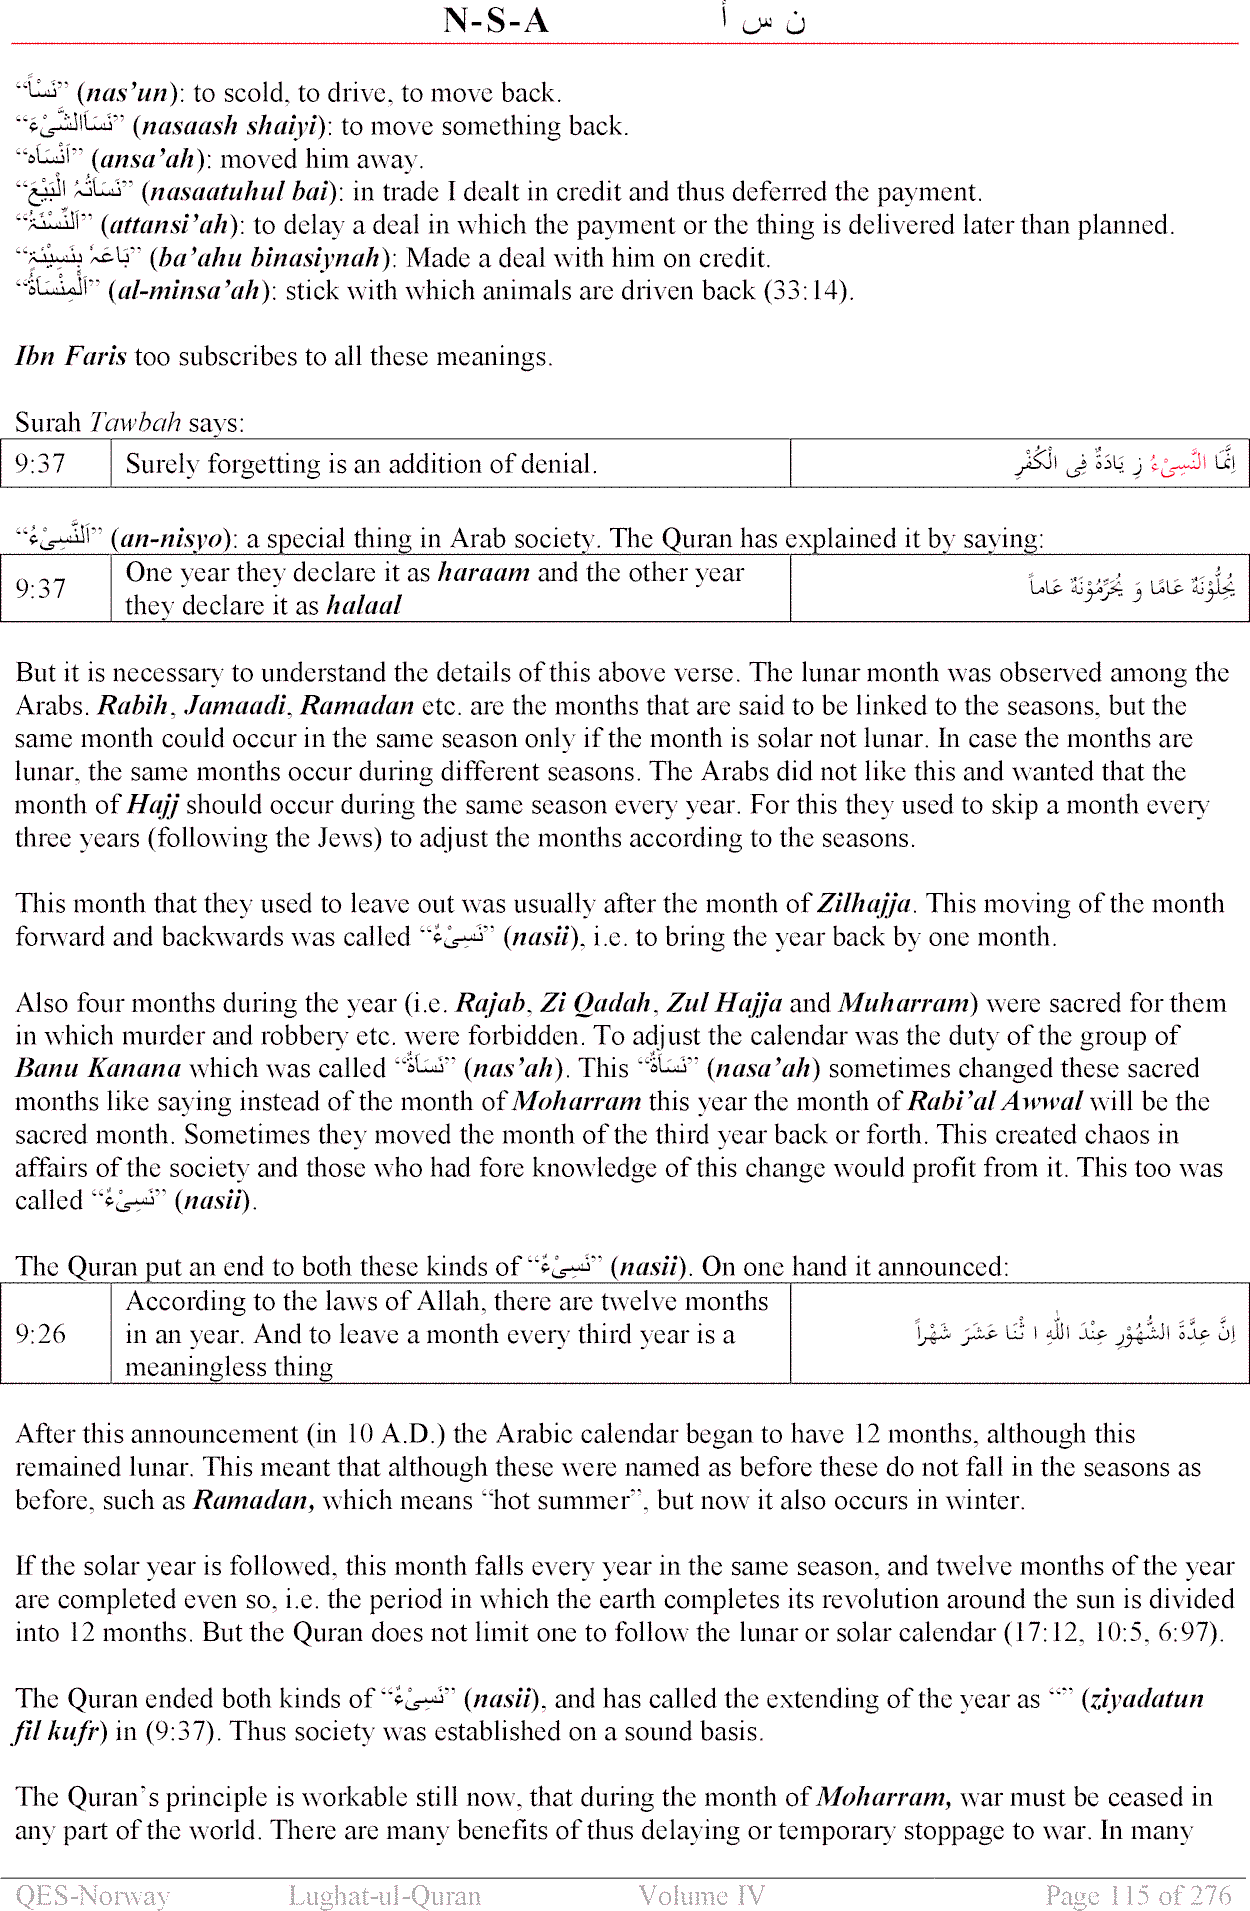 N-S-A ن س أ
“نَسْأً” (nas’un): to scold, to drive, to move back.
“نَسَأَالشَّیْءَ” (nasaash shaiyi): to move something back.
“اَنْسَأَہ” (ansa’ah): moved him away.
“نَسَأْتُہُ الْبَیْعَ” (nasaatuhul bai): in trade I dealt in credit and thus deferred the payment.
“اَلنِّسْئَۃُ” (attansi’ah): to delay a deal in which the payment or the thing is delivered later than planned.
“بَاعَہٗ بِنَسِیْئَۃٍ” (ba’ahu binasiynah): Made a deal with him on credit.
“اَلْمِنْسَأَۃُ” (al-minsa’ah): stick with which animals are driven back (33:14).
Ibn Faris too subscribes to all these meanings.
Surah Tawbah says:
9:37 Surely forgetting is an addition of denial. اِنَّمَا النَّسِیْءُ زِ یَادَۃٌ فِی الْکُفْرِ
“اَلنَّسِیْءُ” (an-nisyo): a special thing in Arab society. The Quran has explained it by saying:
9:37 One year they declare it as haraam and the other year یُحِلُّوْنَہٗ عَامًا وَ یُحَرِّمُوْنَہٗ عَاماً
they declare it as halaal
But it is necessary to understand the details of this above verse. The lunar month was observed among the
Arabs. Rabih, Jamaadi, Ramadan etc. are the months that are said to be linked to the seasons, but the
same month could occur in the same season only if the month is solar not lunar. In case the months are
lunar, the same months occur during different seasons. The Arabs did not like this and wanted that the
month of Hajj should occur during the same season every year. For this they used to skip a month every
three years (following the Jews) to adjust the months according to the seasons.
This month that they used to leave out was usually after the month of Zilhajja. This moving of the month
forward and backwards was called “نَسِیْءٌ” (nasii), i.e. to bring the year back by one month.
Also four months during the year (i.e. Rajab, Zi Qadah, Zul Hajja and Muharram) were sacred for them
in which murder and robbery etc. were forbidden. To adjust the calendar was the duty of the group of
Banu Kanana which was called “نَسَأَۃٌ” (nas’ah). This “نَسَأَۃٌ” (nasa’ah) sometimes changed these sacred
months like saying instead of the month of Moharram this year the month of Rabi’al Awwal will be the
sacred month. Sometimes they moved the month of the third year back or forth. This created chaos in
affairs of the society and those who had fore knowledge of this change would profit from it. This too was
called “نَسِیْءٌ” (nasii).
The Quran put an end to both these kinds of “نَسِیْءٌ” (nasii). On one hand it announced:
According to the laws of Allah, there are twelve months
9:26 in an year. And to leave a month every third year is a اِنَّ عِدَّۃَ الشُّھُوْرِ عِنْدَ اللّٰہِ ا ثْنَا عَشَرَ شَھْراً
meaningless thing
After this announcement (in 10 A.D.) the Arabic calendar began to have 12 months, although this
remained lunar. This meant that although these were named as before these do not fall in the seasons as
before, such as Ramadan, which means “hot summer”, but now it also occurs in winter.
If the solar year is followed, this month falls every year in the same season, and twelve months of the year
are completed even so, i.e. the period in which the earth completes its revolution around the sun is divided
into 12 months. But the Quran does not limit one to follow the lunar or solar calendar (17:12, 10:5, 6:97).
The Quran ended both kinds of “نَسِیْءٌ” (nasii), and has called the extending of the year as “” (ziyadatun
fil kufr) in (9:37). Thus society was established on a sound basis.
The Quran’s principle is workable still now, that during the month of Moharram, war must be ceased in
any part of the world. There are many benefits of thus delaying or temporary stoppage to war. In many
QES-Norway Lughat-ul-Quran Volume IV Page 115 of 276